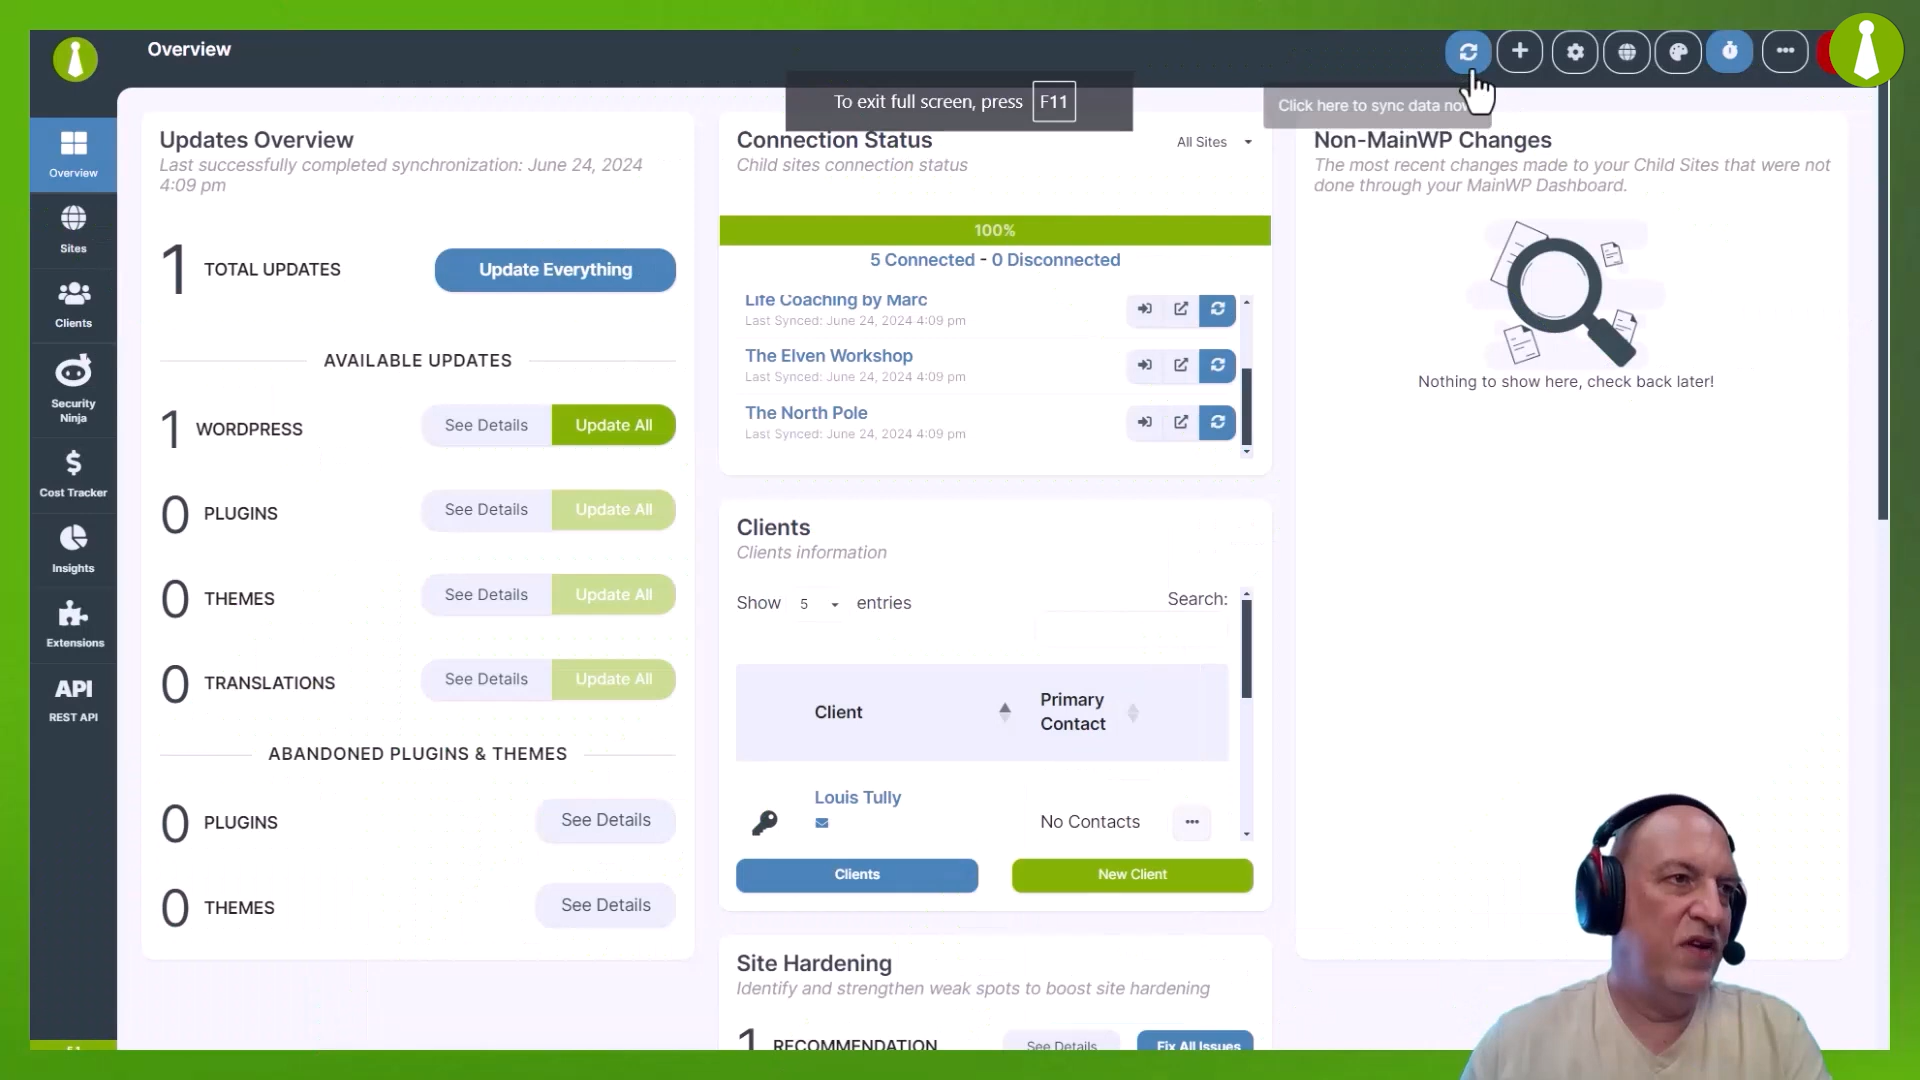 Overview
To exit full screen, press F11
Click here to sync data now
Overview
Sites
Clients
Security
Ninja
Cost Tracker
Insights
Extensions
API
REST API
Updates Overview
Last successfully completed synchronization: June 24, 2024
4:09 pm
1 TOTAL UPDATES
Update Everything
AVAILABLE UPDATES
1 WORDPRESS
See Details
Update All
0 PLUGINS
See Details
Update All
0 THEMES
See Details
Update All
0 TRANSLATIONS
See Details
Update All
ABANDONED PLUGINS & THEMES
0 PLUGINS
See Details
0 THEMES
See Details
Connection Status
Child sites connection status
All Sites
100%
5 Connected - 0 Disconnected
Life Coaching by Marc
Last Synced: June 24, 2024 4:09 pm
The Elven Workshop
Last Synced: June 24, 2024 4:09 pm
The North Pole
Last Synced: June 24, 2024 4:09 pm
Clients
Clients information
Show 5 entries
Search:
Client
Primary
Contact
Louis Tully
No Contacts
Clients
New Client
Site Hardening
Identify and strengthen weak spots to boost site hardening
1 RECOMMENDATION
See Details
Fix All Issues
Non-MainWP Changes
The most recent changes made to your Child Sites that were not
done through your MainWP Dashboard.
Nothing to show here, check back later!